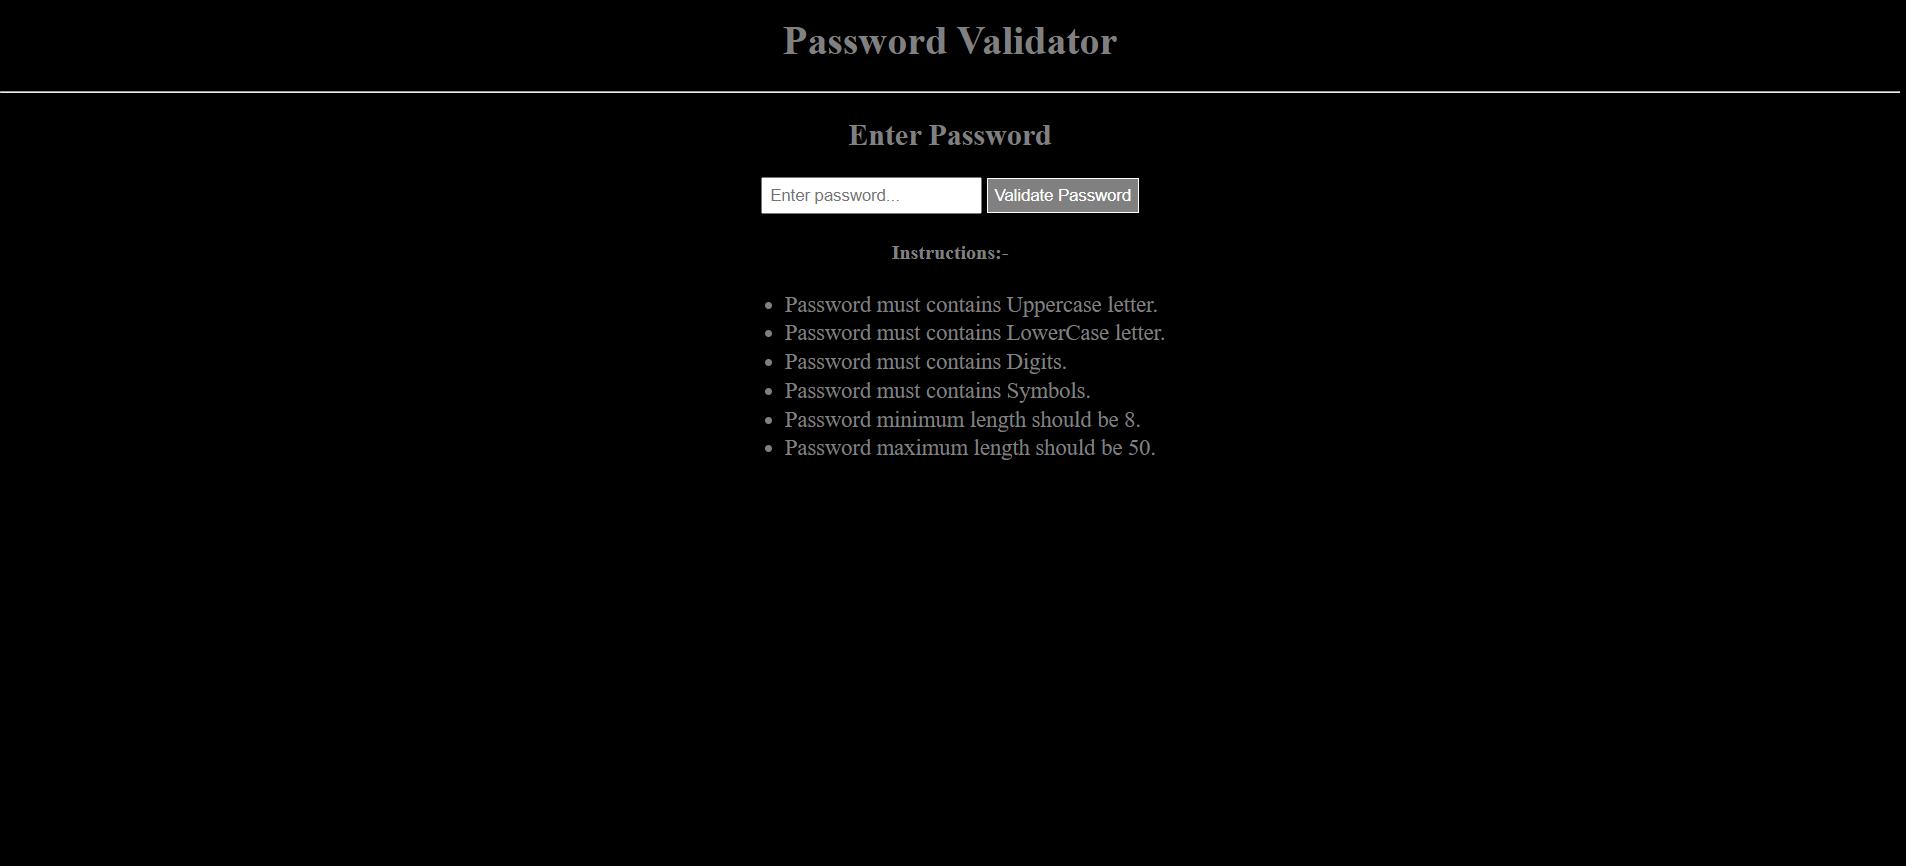 Password Validator
Enter Password
Enter password... Validate Password
Instructions:-
Password must contains Uppercase letter.
Password must contains LowerCase letter.
Password must contains Digits.
Password must contains Symbols.
Password minimum length should be 8.
Password maximum length should be 50.